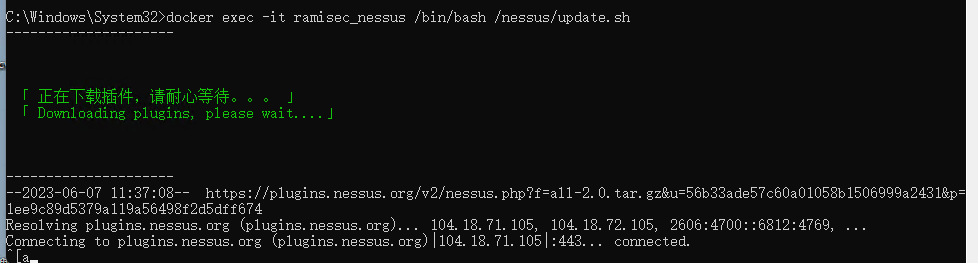 C:\Windows\System32>docker exec -it ramisec_nessus /bin/bash /nessus/update.sh
---------------------
「 正在下载插件，请耐心等待。。。 」
「 Downloading plugins, please wait....」
---------------------
--2023-06-07 11:37:08--  https://plugins.nessus.org/v2/nessus.php?f=all-2.0.tar.gz&u=56b33ade57c60a01058b1506999a2431&p=
1ee9c89d5379a119a56498f2d5dff674
Resolving plugins.nessus.org (plugins.nessus.org)... 104.18.71.105, 104.18.72.105, 2606:4700::6812:4769, ...
Connecting to plugins.nessus.org (plugins.nessus.org)|104.18.71.105|:443... connected.
^[a